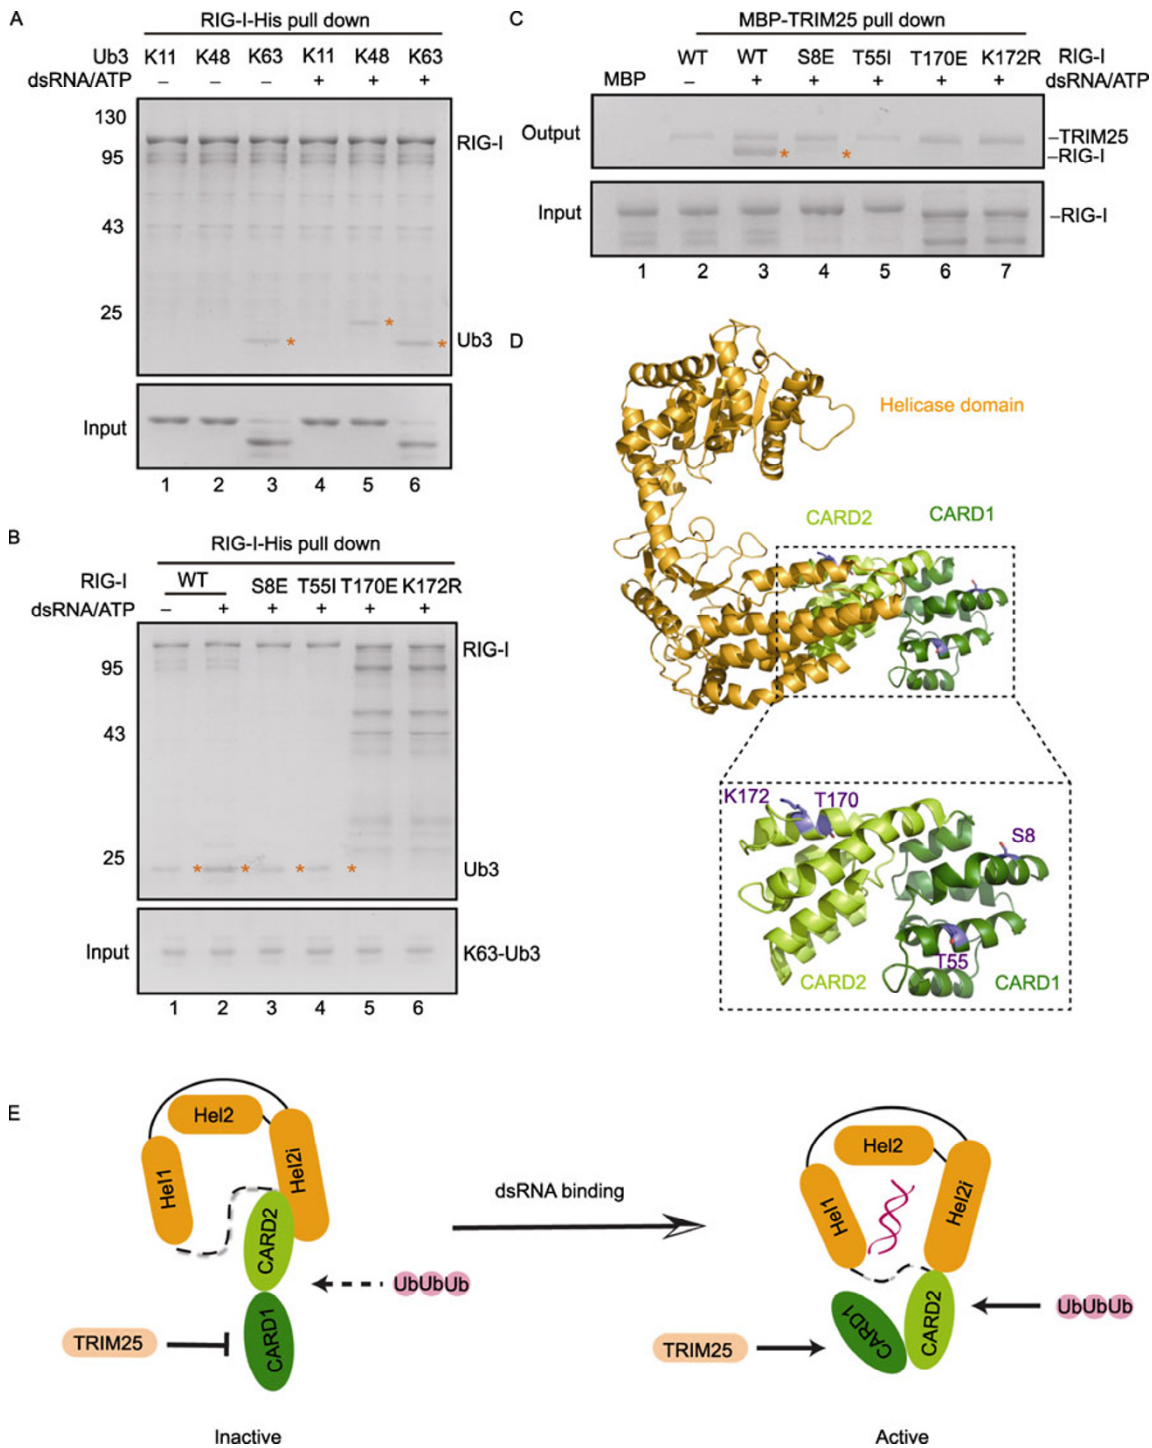 A
RIG-I-His pull down
Ub3 K11 K48 K63 K11 K48 K63
dsRNA/ATP – – – + + +
130
95
43
25
RIG-I
* * *
Ub3
Input
1 2 3 4 5 6
B
RIG-I-His pull down
RIG-I WT S8E T55I T170E K172R
dsRNA/ATP – + + + + +
95
43
25
RIG-I
* * * *
Ub3
Input
K63-Ub3
1 2 3 4 5 6
C
MBP-TRIM25 pull down
WT WT S8E T55I T170E K172R RIG-I
MBP – + + + + + dsRNA/ATP
Output
–TRIM25
* *
–RIG-I
Input
–RIG-I
1 2 3 4 5 6 7
D
Helicase domain
CARD2 CARD1
K172 T170
S8
T55
CARD2 CARD1
E
Hel2
Hel1
Hel2i
CARD2
CARD1
UbUbUb
TRIM25
Inactive
dsRNA binding
Hel2
Hel1
Hel2i
CARD1
CARD2
UbUbUb
TRIM25
Active